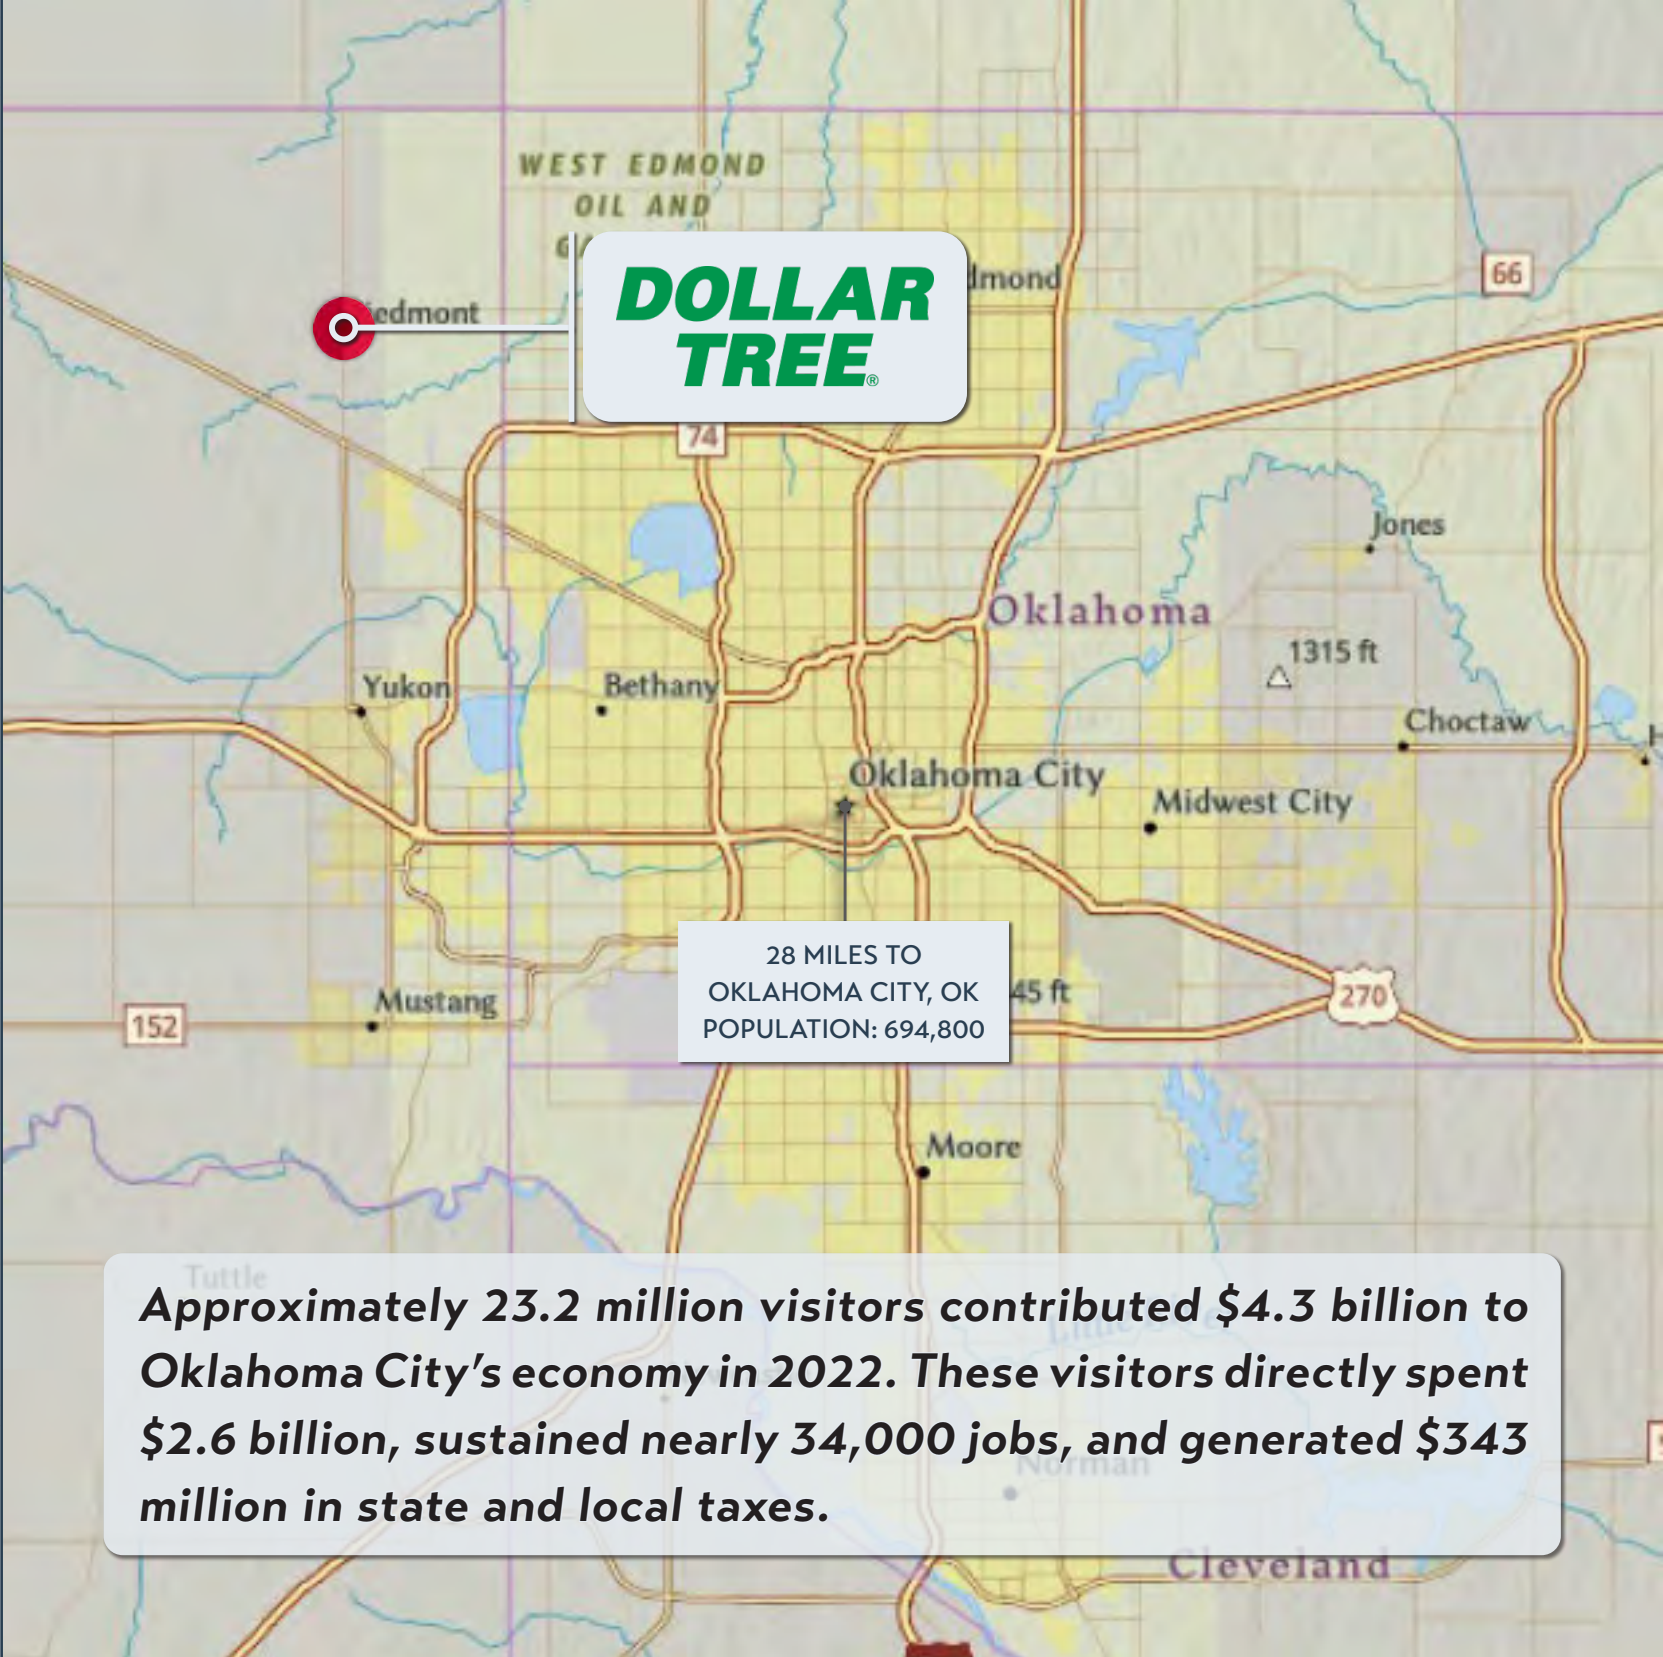 WEST EDMOND
OIL AND
DOLLAR
TREE®
66
74
Jones
Oklahoma
1315 ft
Yukon
Bethany
Choctaw
Oklahoma City
Midwest City
28 MILES TO
OKLAHOMA CITY, OK
POPULATION: 694,800
45 ft
270
Mustang
152
Moore
Tuttle
Approximately 23.2 million visitors contributed $4.3 billion to
Oklahoma City's economy in 2022. These visitors directly spent
$2.6 billion, sustained nearly 34,000 jobs, and generated $343
million in state and local taxes.
Norman
Cleveland